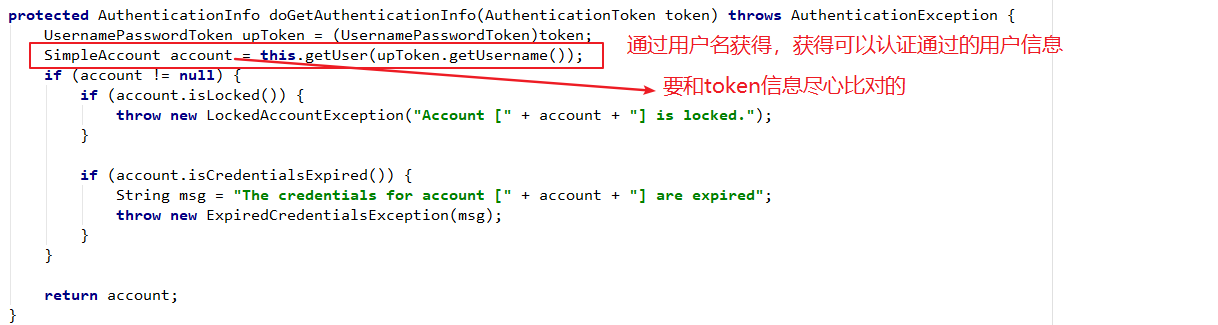 protected AuthenticationInfo doGetAuthenticationInfo(AuthenticationToken token) throws AuthenticationException {
UsernamePasswordToken upToken = (UsernamePasswordToken)token;
SimpleAccount account = this.getUser(upToken.getUsername());
通过用户名获得，获得可以认证通过的用户信息
if (account != null) {
要和token信息尽心比对的
if (account.isLocked()) {
throw new LockedAccountException("Account [" + account + "] is locked.");
}
if (account.isCredentialsExpired()) {
String msg = "The credentials for account [" + account + "] are expired";
throw new ExpiredCredentialsException(msg);
}
}
return account;
}